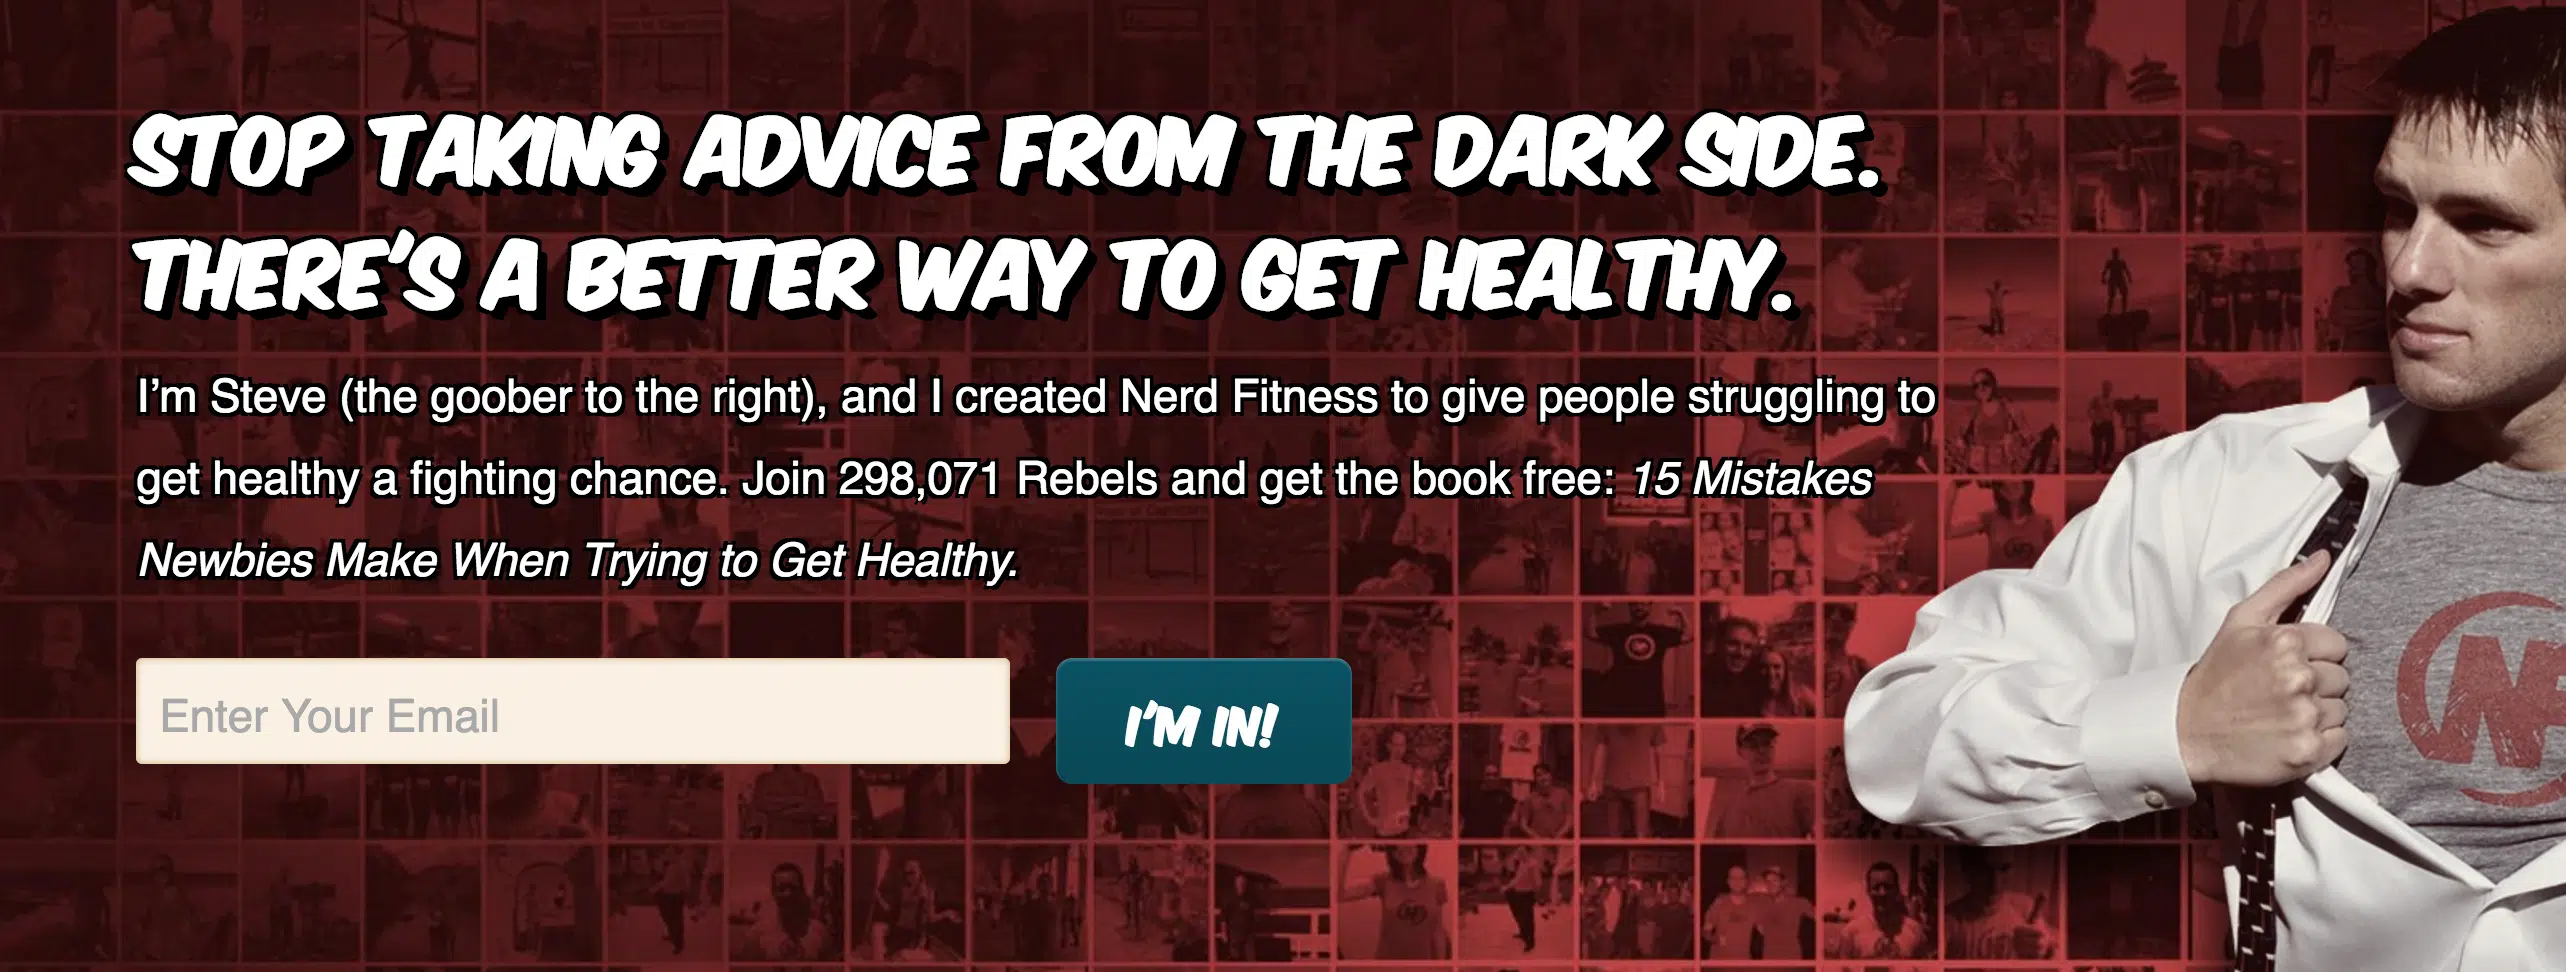 STOP TAKING ADVICE FROM THE DARK SIDE.
THERE'S A BETTER WAY TO GET HEALTHY.
I'm Steve (the goober to the right), and I created Nerd Fitness to give people struggling to
get healthy a fighting chance. Join 298,071 Rebels and get the book free: 15 Mistakes
Newbies Make When Trying to Get Healthy.
Enter Your Email
I'M IN!
NF